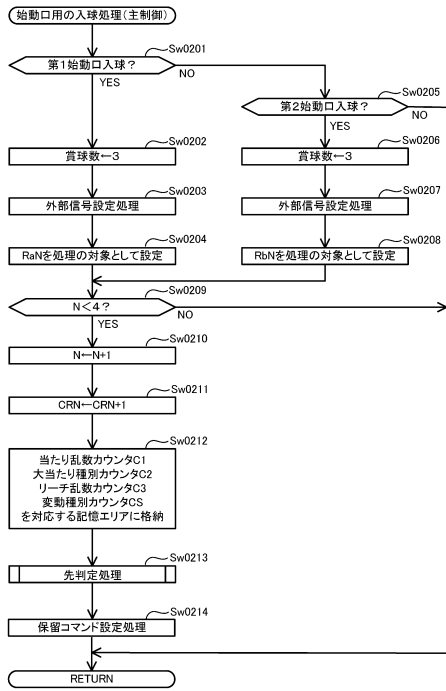 始動口用の入球処理(主制御)
Sw0201
第1始動口入球?
NO
YES
Sw0205
第2始動口入球?
NO
YES
Sw0202
賞球数←3
Sw0206
賞球数←3
Sw0203
外部信号設定処理
Sw0207
外部信号設定処理
Sw0204
RaNを処理の対象として設定
Sw0208
RbNを処理の対象として設定
Sw0209
N<4?
NO
YES
Sw0210
N←N+1
Sw0211
CRN←CRN+1
Sw0212
当たり乱数カウンタC1
大当たり種別カウンタC2
リーチ乱数カウンタC3
変動種別カウンタCS
を対応する記憶エリアに格納
Sw0213
先判定処理
Sw0214
保留コマンド設定処理
RETURN